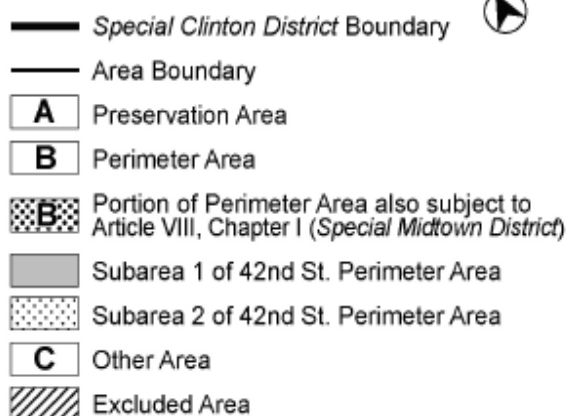 Special Clinton District Boundary
Area Boundary
A Preservation Area
B Perimeter Area
B Portion of Perimeter Area also subject to
Article VIII, Chapter I (Special Midtown District)
Subarea 1 of 42nd St. Perimeter Area
Subarea 2 of 42nd St. Perimeter Area
C Other Area
Excluded Area